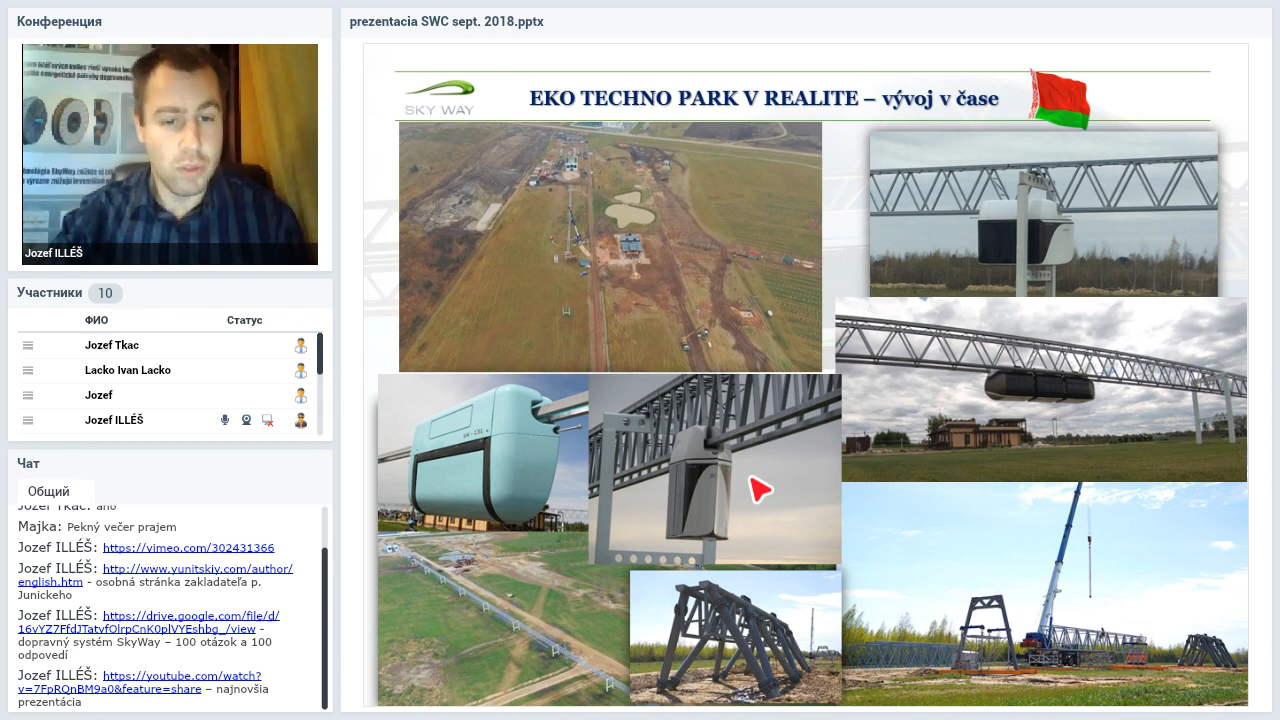 Конференция
Jozef ILLÉŠ
Участники 10
ФИО Статус
Jozef Tkac
Lacko Ivan Lacko
Jozef
Jozef ILLÉŠ
Чат
Общий
Jozef Tkac: áno
Majka: Pekný večer prajem
Jozef ILLÉŠ: https://vimeo.com/302431366
Jozef ILLÉŠ: http://www.yunitskiy.com/author/
english.htm - osobná stránka zakladateľa p.
Junickeho
Jozef ILLÉŠ: https://drive.google.com/file/d/
16vYZ7FfdJTatvfOlrpCnK0plVYEshbg_/view -
dopravný systém SkyWay – 100 otázok a 100
odpovedí
Jozef ILLÉŠ: https://youtube.com/watch?
v=7FpRQnBM9a0&feature=share – najnovšia
prezentácia
prezentacia SWC sept. 2018.pptx
SKY WAY
EKO TECHNO PARK V REALITE – vývoj v čase